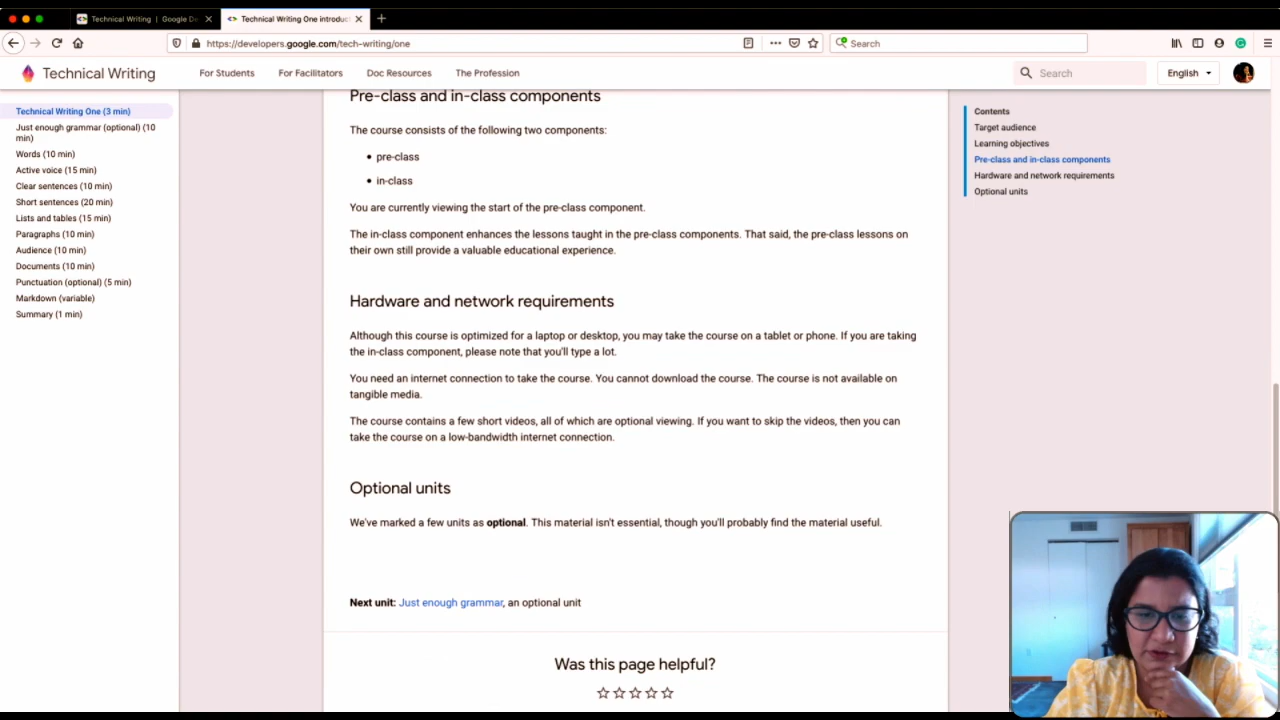 Technical Writing | Google De
Technical Writing One introduc
https://developers.google.com/tech-writing/one
Search
Technical Writing
For Students
For Facilitators
Doc Resources
The Profession
Search
English
Technical Writing One (3 min)
Just enough grammar (optional) (10
min)
Words (10 min)
Active voice (15 min)
Clear sentences (10 min)
Short sentences (20 min)
Lists and tables (15 min)
Paragraphs (10 min)
Audience (10 min)
Documents (10 min)
Punctuation (optional) (5 min)
Markdown (variable)
Summary (1 min)
Pre-class and in-class components
The course consists of the following two components:
• pre-class
• in-class
You are currently viewing the start of the pre-class component.
The in-class component enhances the lessons taught in the pre-class components. That said, the pre-class lessons on
their own still provide a valuable educational experience.
Hardware and network requirements
Although this course is optimized for a laptop or desktop, you may take the course on a tablet or phone. If you are taking
the in-class component, please note that you'll type a lot.
You need an internet connection to take the course. You cannot download the course. The course is not available on
tangible media.
The course contains a few short videos, all of which are optional viewing. If you want to skip the videos, then you can
take the course on a low-bandwidth internet connection.
Optional units
We've marked a few units as optional. This material isn't essential, though you'll probably find the material useful.
Next unit: Just enough grammar, an optional unit
Was this page helpful?
Contents
Target audience
Learning objectives
Pre-class and in-class components
Hardware and network requirements
Optional units